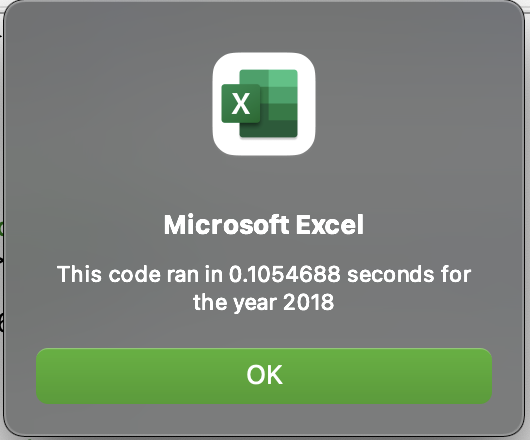 X
Microsoft Excel
This code ran in 0.1054688 seconds for
the year 2018
OK